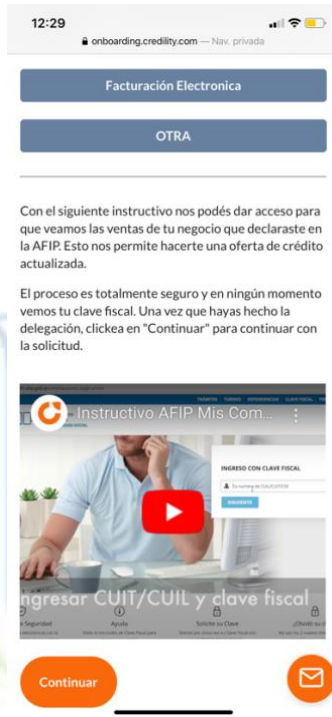 12:29
onboarding.credility.com — Nav. privada
Facturación Electronica
OTRA
Con el siguiente instructivo nos podés dar acceso para
que veamos las ventas de tu negocio que declaraste en
la AFIP. Esto nos permite hacerte una oferta de crédito
actualizada.
El proceso es totalmente seguro y en ningún momento
vemos tu clave fiscal. Una vez que hayas hecho la
delegación, clickea en "Continuar" para continuar con
la solicitud.
Instructivo AFIP Mis Com...
INGRESO CON CLAVE FISCAL
SIGUIENTE
ngresar CUIT/CUIL y clave fiscal
Seguridad
Ayuda
Solicite su Clave
Continuar